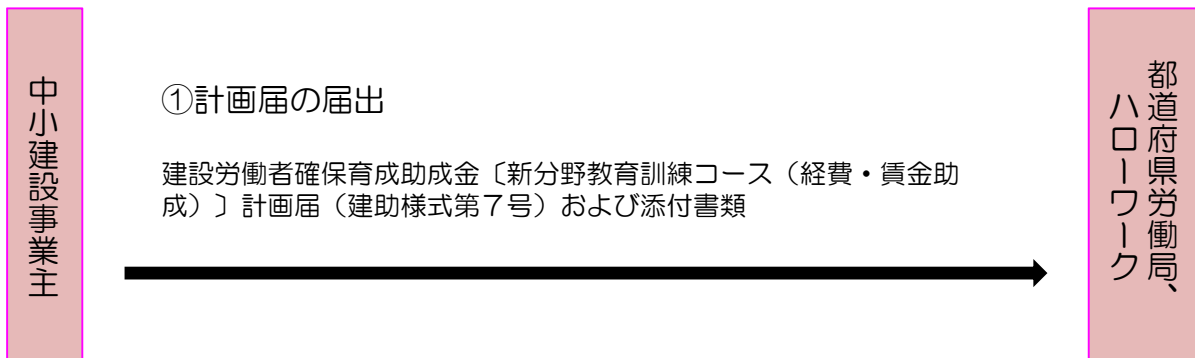 中小建設事業主
①計画届の届出
建設労働者確保育成助成金〔新分野教育訓練コース（経費・賃金助
成）〕計画届（建助様式第７号）および添付書類
都道府県労働局、
ハローワーク